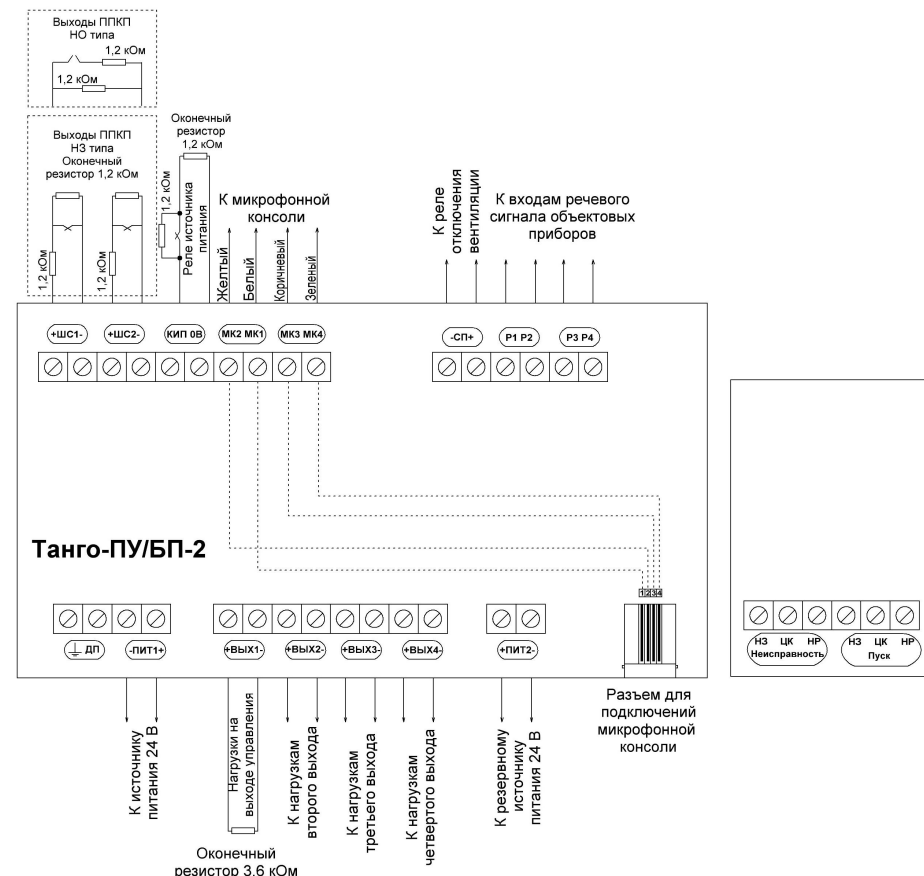 Выходы ППКП
НО типа
1,2 кОм
1,2 кОм
Выходы ППКП
НЗ типа
Оконечный
резистор 1,2 кОм
1,2 кОм
1,2 кОм
Оконечный
резистор
1,2 кОм
1,2 кОм
Реле источника
питания
К микрофонной
консоли
Желтый
Белый
Коричневый
Зеленый
К реле
отключения
вентиляции
К входам речевого
сигнала объектовых
приборов
+ШС1-
+ШС2-
КИП 0В
МК2 МК1
МК3 МК4
-СП+
Р1 Р2
Р3 Р4
Танго-ПУ/БП-2
1 2 3 4
ДП
-ПИТ1+
+ВЫХ1-
+ВЫХ2-
+ВЫХ3-
+ВЫХ4-
+ПИТ2-
НЗ ЦК НР
Неисправность
НЗ ЦК НР
Пуск
К источнику
питания 24 В
Нагрузки на
выходе управления
К нагрузкам
второго выхода
К нагрузкам
третьего выхода
К нагрузкам
четвертого выхода
К резервному
источнику
питания 24 В
Разъем для
подключений
микрофонной
консоли
Оконечный
резистор 3,6 кОм